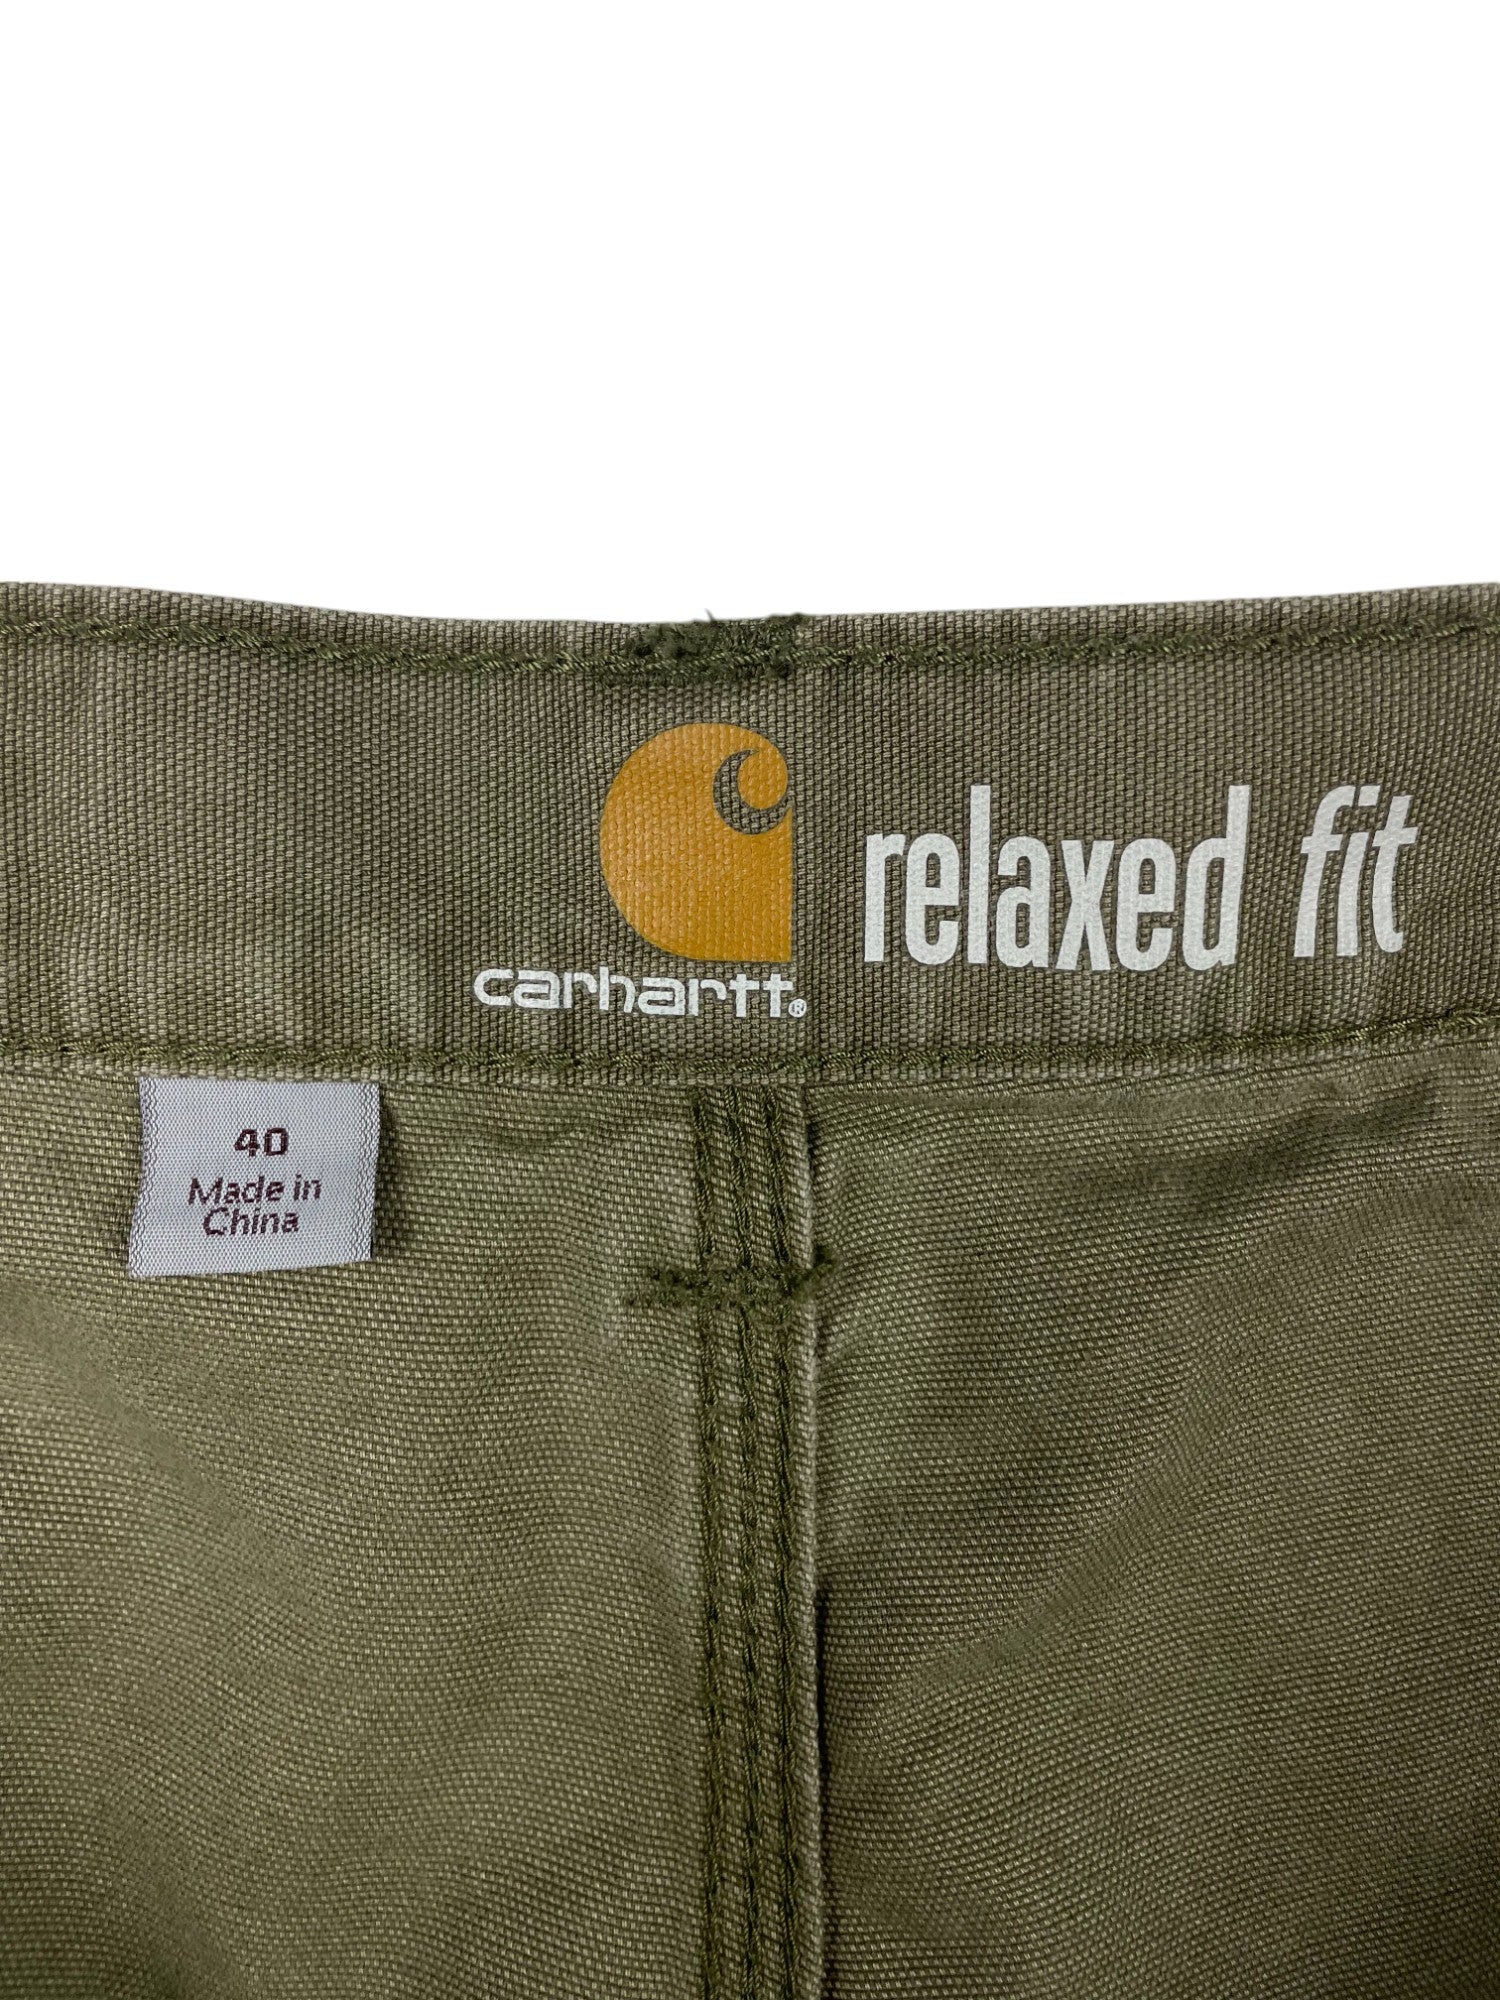 relaxed fit
carhartt®
40
Made in
China